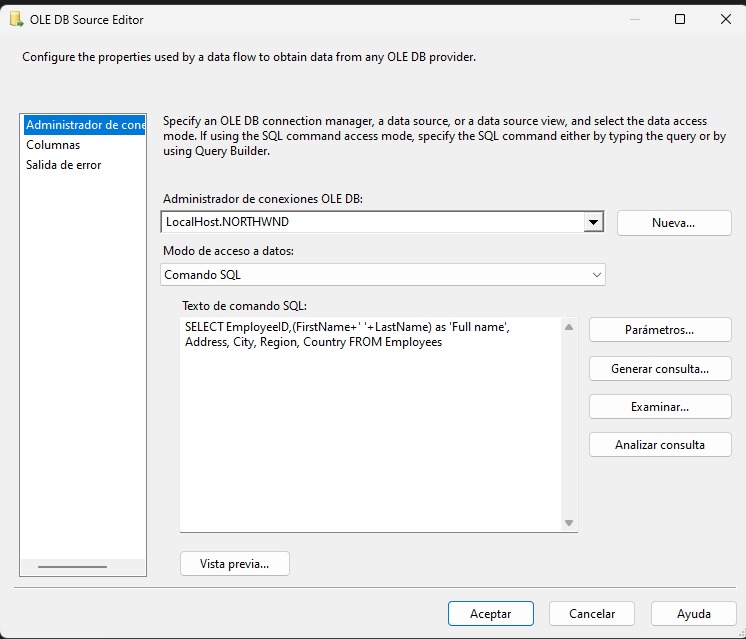 OLE DB Source Editor
Configure the properties used by a data flow to obtain data from any OLE DB provider.
Administrador de cone
Columnas
Salida de error
Specify an OLE DB connection manager, a data source, or a data source view, and select the data access
mode. If using the SQL command access mode, specify the SQL command either by typing the query or by
using Query Builder.
Administrador de conexiones OLE DB:
LocalHost.NORTHWND
Nueva...
Modo de acceso a datos:
Comando SQL
Texto de comando SQL:
SELECT EmployeeID,(FirstName+' '+LastName) as 'Full name',
Address, City, Region, Country FROM Employees
Parámetros...
Generar consulta...
Examinar...
Analizar consulta
Vista previa...
Aceptar
Cancelar
Ayuda